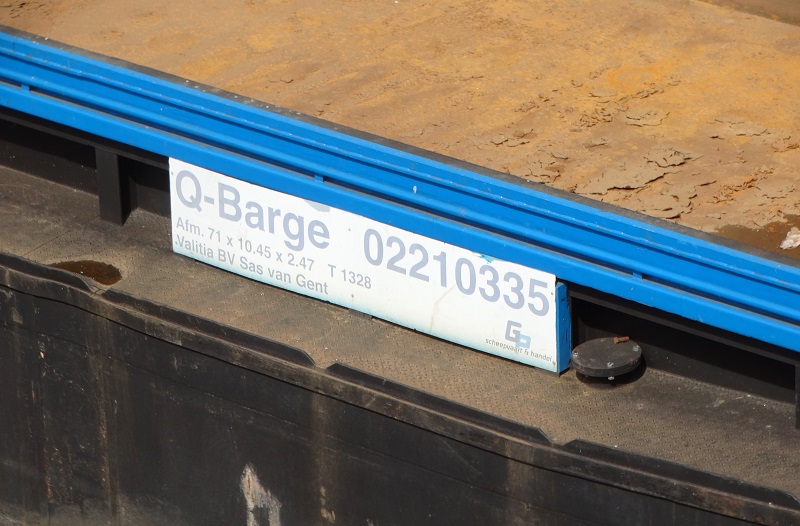 Q-Barge 02210335
Afm. 71 x 10.45 x 2.47 T 1328
Valitia BV Sas van Gent
scheepvaart & handel